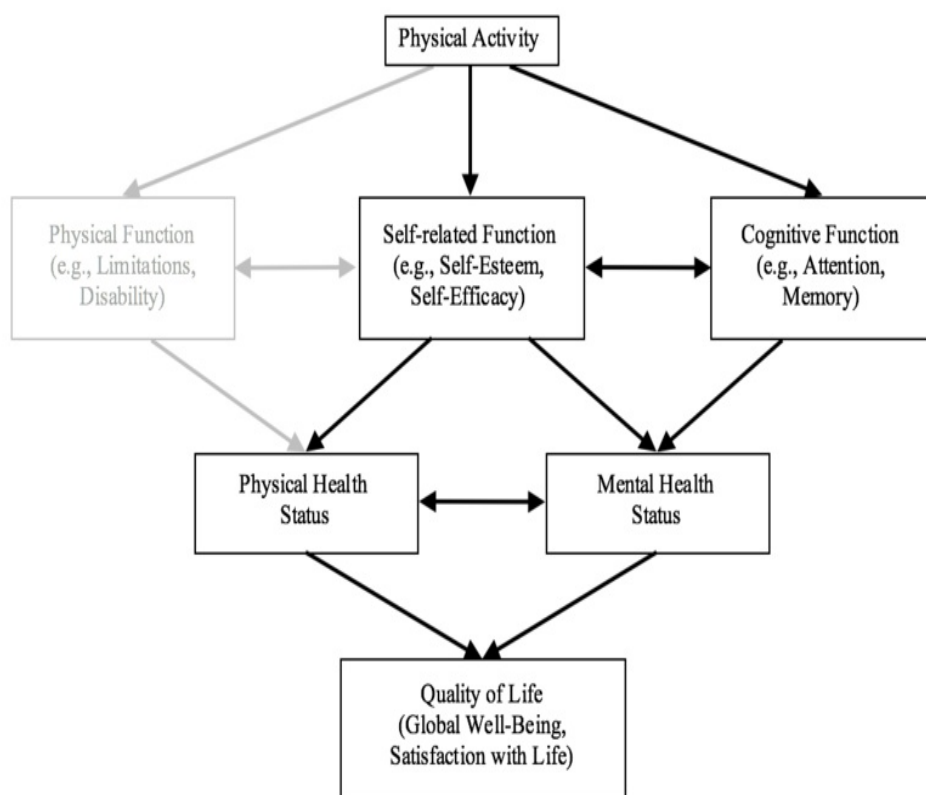 Physical Activity
Physical Function
(e.g., Limitations,
Disability)
Self-related Function
(e.g., Self-Esteem,
Self-Efficacy)
Cognitive Function
(e.g., Attention,
Memory)
Physical Health
Status
Mental Health
Status
Quality of Life
(Global Well-Being,
Satisfaction with Life)